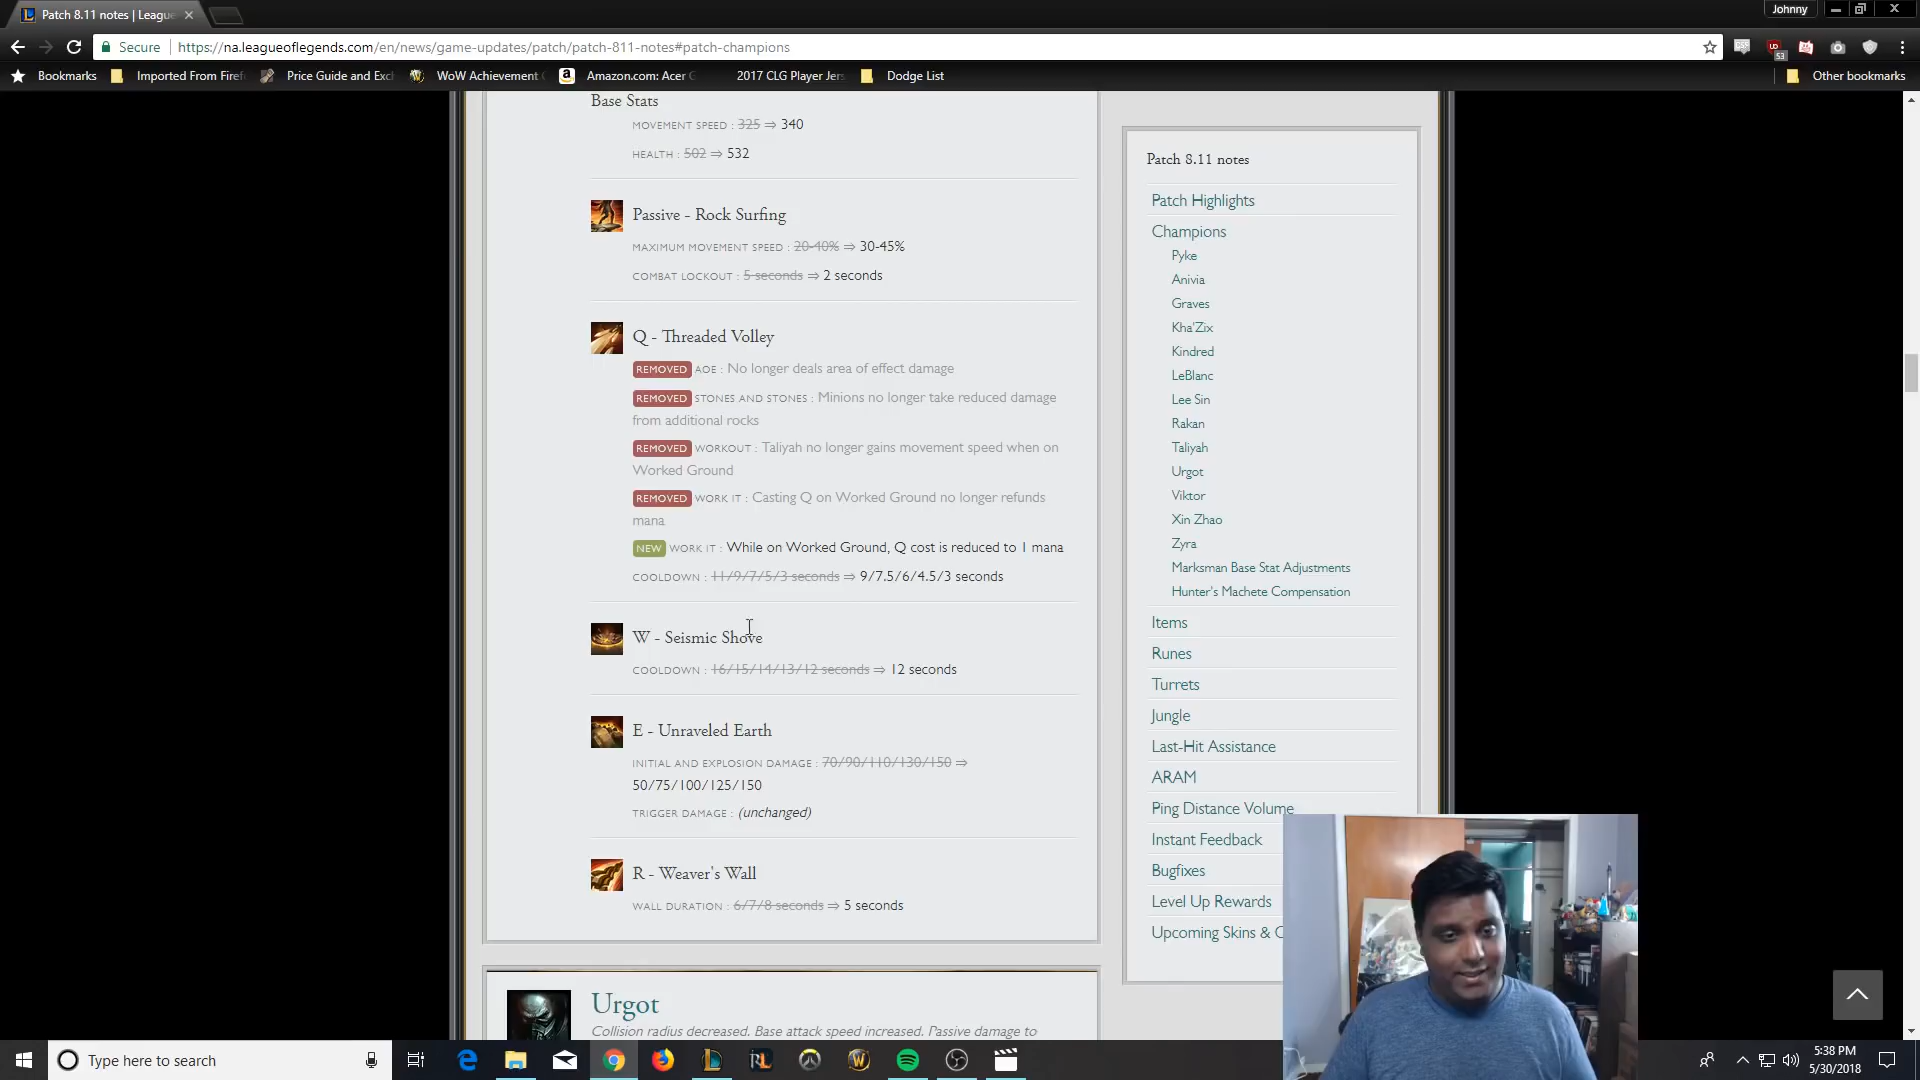 Patch 8.11 notes | League
Johnny
Secure
https://na.leagueoflegends.com/en/news/game-updates/patch/patch-811-notes#patch-champions
Bookmarks
Imported From Firef
Price Guide and Exc
WoW Achievement
Amazon.com: Acer
2017 CLG Player Jers
Dodge List
Other bookmarks
Base Stats
MOVEMENT SPEED : 325 ⇒ 340
HEALTH : 502 ⇒ 532
Passive - Rock Surfing
MAXIMUM MOVEMENT SPEED : 20-40% ⇒ 30-45%
COMBAT LOCKOUT : 5 seconds ⇒ 2 seconds
Q - Threaded Volley
REMOVED AOE : No longer deals area of effect damage
REMOVED STONES AND STONES : Minions no longer take reduced damage
from additional rocks
REMOVED WORKOUT : Taliyah no longer gains movement speed when on
Worked Ground
REMOVED WORK IT : Casting Q on Worked Ground no longer refunds
mana
NEW WORK IT : While on Worked Ground, Q cost is reduced to 1 mana
COOLDOWN : 11/9/7/5/3 seconds ⇒ 9/7.5/6/4.5/3 seconds
W - Seismic Shove
COOLDOWN : 16/15/14/13/12 seconds ⇒ 12 seconds
E - Unraveled Earth
INITIAL AND EXPLOSION DAMAGE : 70/90/110/130/150 ⇒
50/75/100/125/150
TRIGGER DAMAGE : (unchanged)
R - Weaver's Wall
WALL DURATION : 6/7/8 seconds ⇒ 5 seconds
Urgot
Collision radius decreased. Base attack speed increased. Passive damage to
Patch 8.11 notes
Patch Highlights
Champions
Pyke
Anivia
Graves
Kha'Zix
Kindred
LeBlanc
Lee Sin
Rakan
Taliyah
Urgot
Viktor
Xin Zhao
Zyra
Marksman Base Stat Adjustments
Hunter's Machete Compensation
Items
Runes
Turrets
Jungle
Last-Hit Assistance
ARAM
Ping Distance Volume
Instant Feedback
Bugfixes
Level Up Rewards
Upcoming Skins & C
Type here to search
5:38 PM
5/30/2018